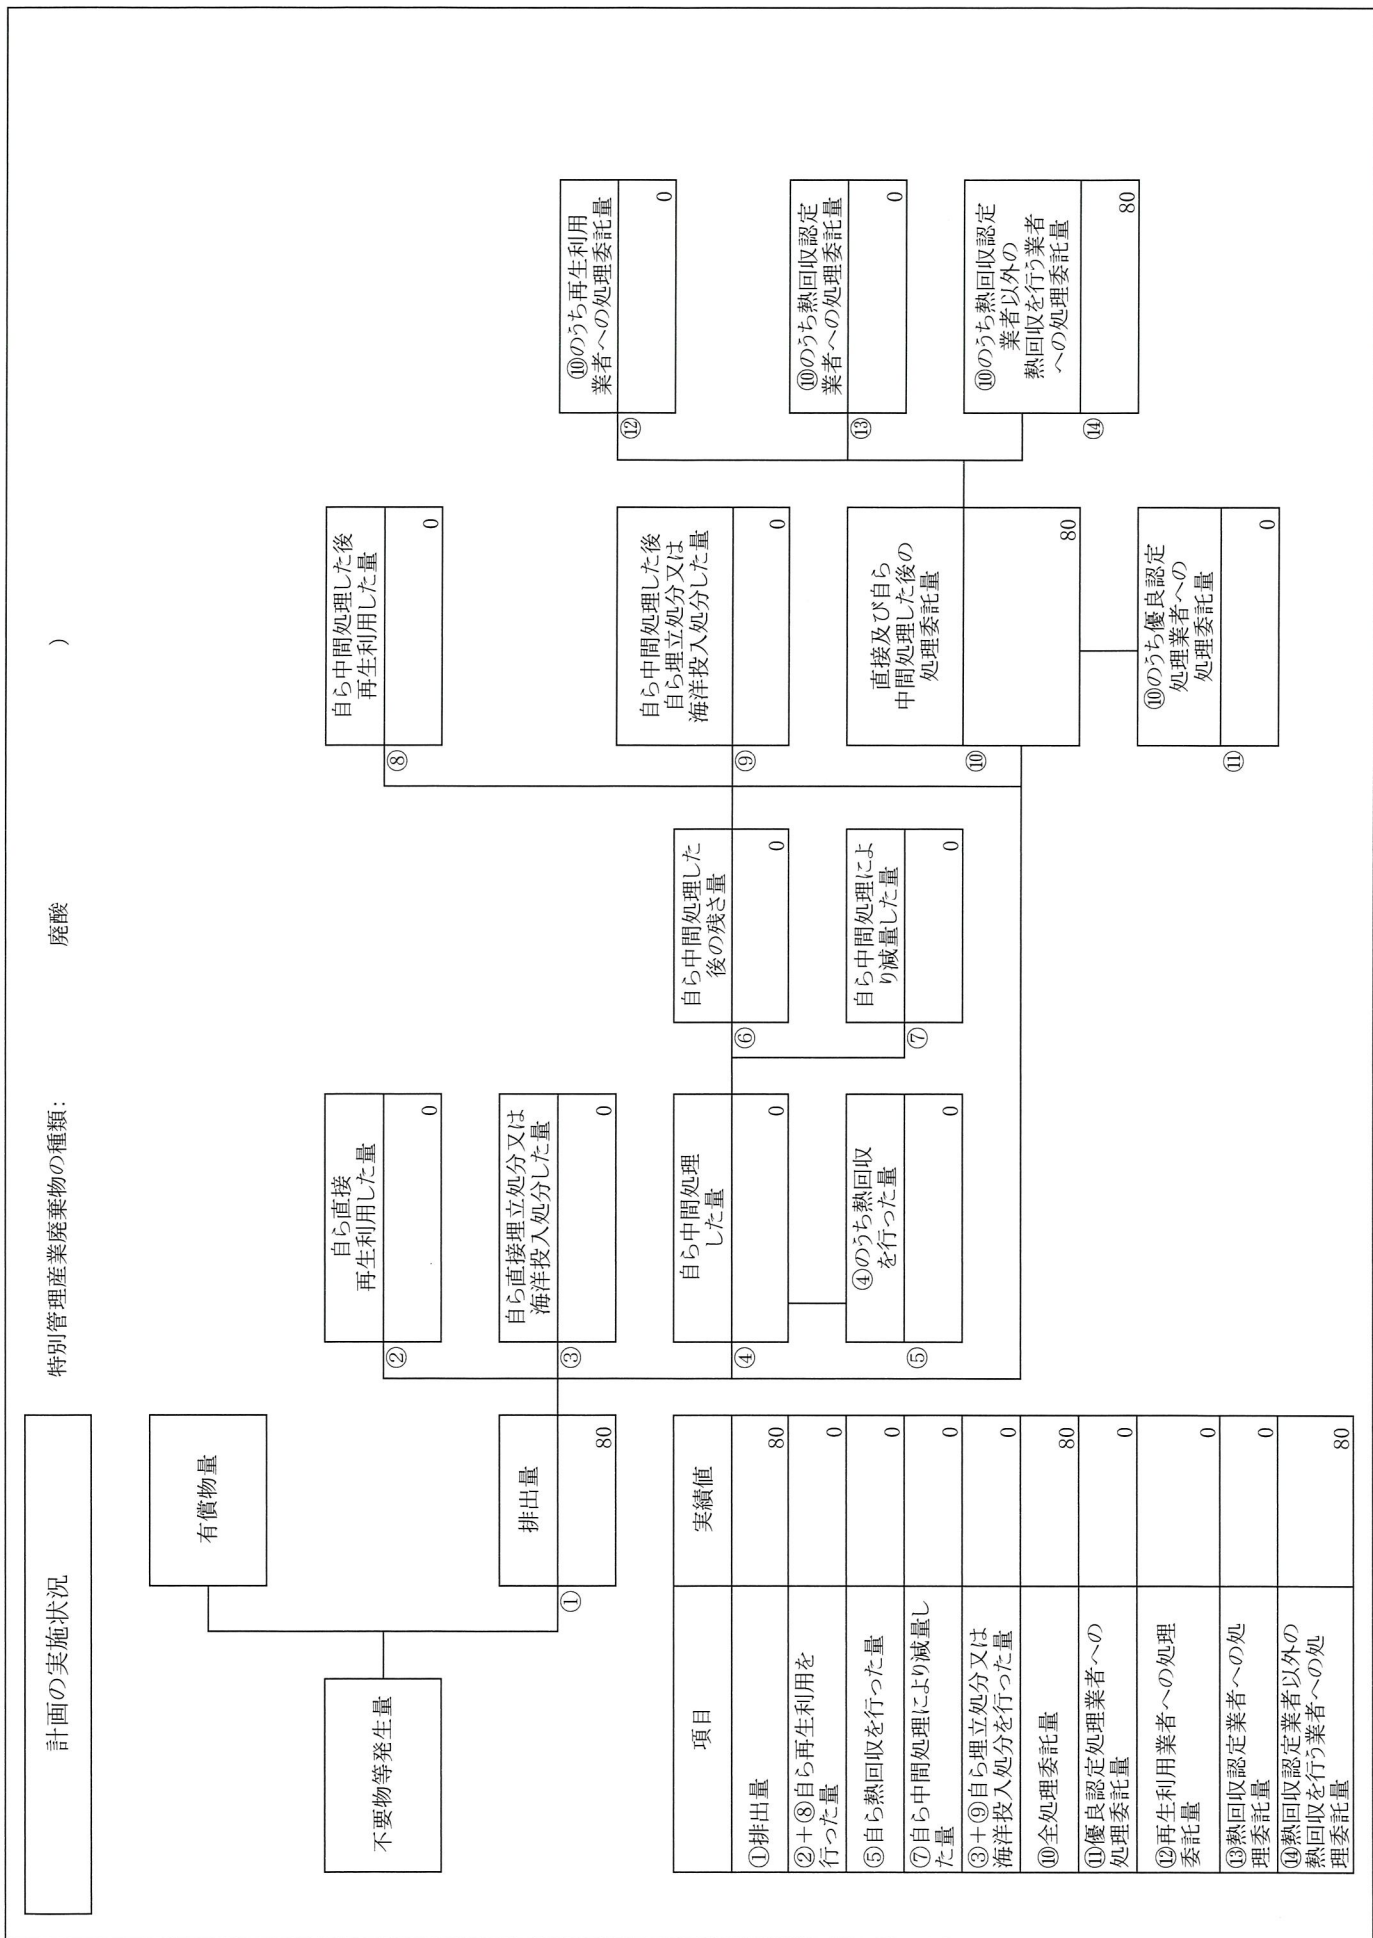 計画の実施状況
特別管理産業廃棄物の種類：
廃酸
）
有償物量
不要物等発生量
排出量
①
80
自ら直接
再生利用した量
②
0
自ら直接埋立処分又は
海洋投入処分した量
③
0
自ら中間処理
した量
④
0
④のうち熱回収
を行った量
⑤
0
自ら中間処理した
後の残さ量
⑥
0
自ら中間処理によ
り減量した量
⑦
0
自ら中間処理した後
再生利用した量
⑧
0
自ら中間処理した後
自ら埋立処分又は
海洋投入処分した量
⑨
0
直接及び自ら
中間処理した後の
処理委託量
⑩
80
⑩のうち優良認定
処理業者への
処理委託量
⑪
0
⑩のうち再生利用
業者への処理委託量
⑫
0
⑩のうち熱回収認定
業者への処理委託量
⑬
0
⑩のうち熱回収認定
業者以外の
熱回収を行う業者
への処理委託量
⑭
80
項目
実績値
①排出量
80
②＋⑧自ら再生利用を
行った量
0
⑤自ら熱回収を行った量
0
⑦自ら中間処理により減量し
た量
0
③＋⑨自ら埋立処分又は
海洋投入処分を行った量
0
⑩全処理委託量
80
⑪優良認定処理業者への
処理委託量
0
⑫再生利用業者への処理
委託量
0
⑬熱回収認定業者への処
理委託量
0
⑭熱回収認定業者以外の
熱回収を行う業者への処
理委託量
80